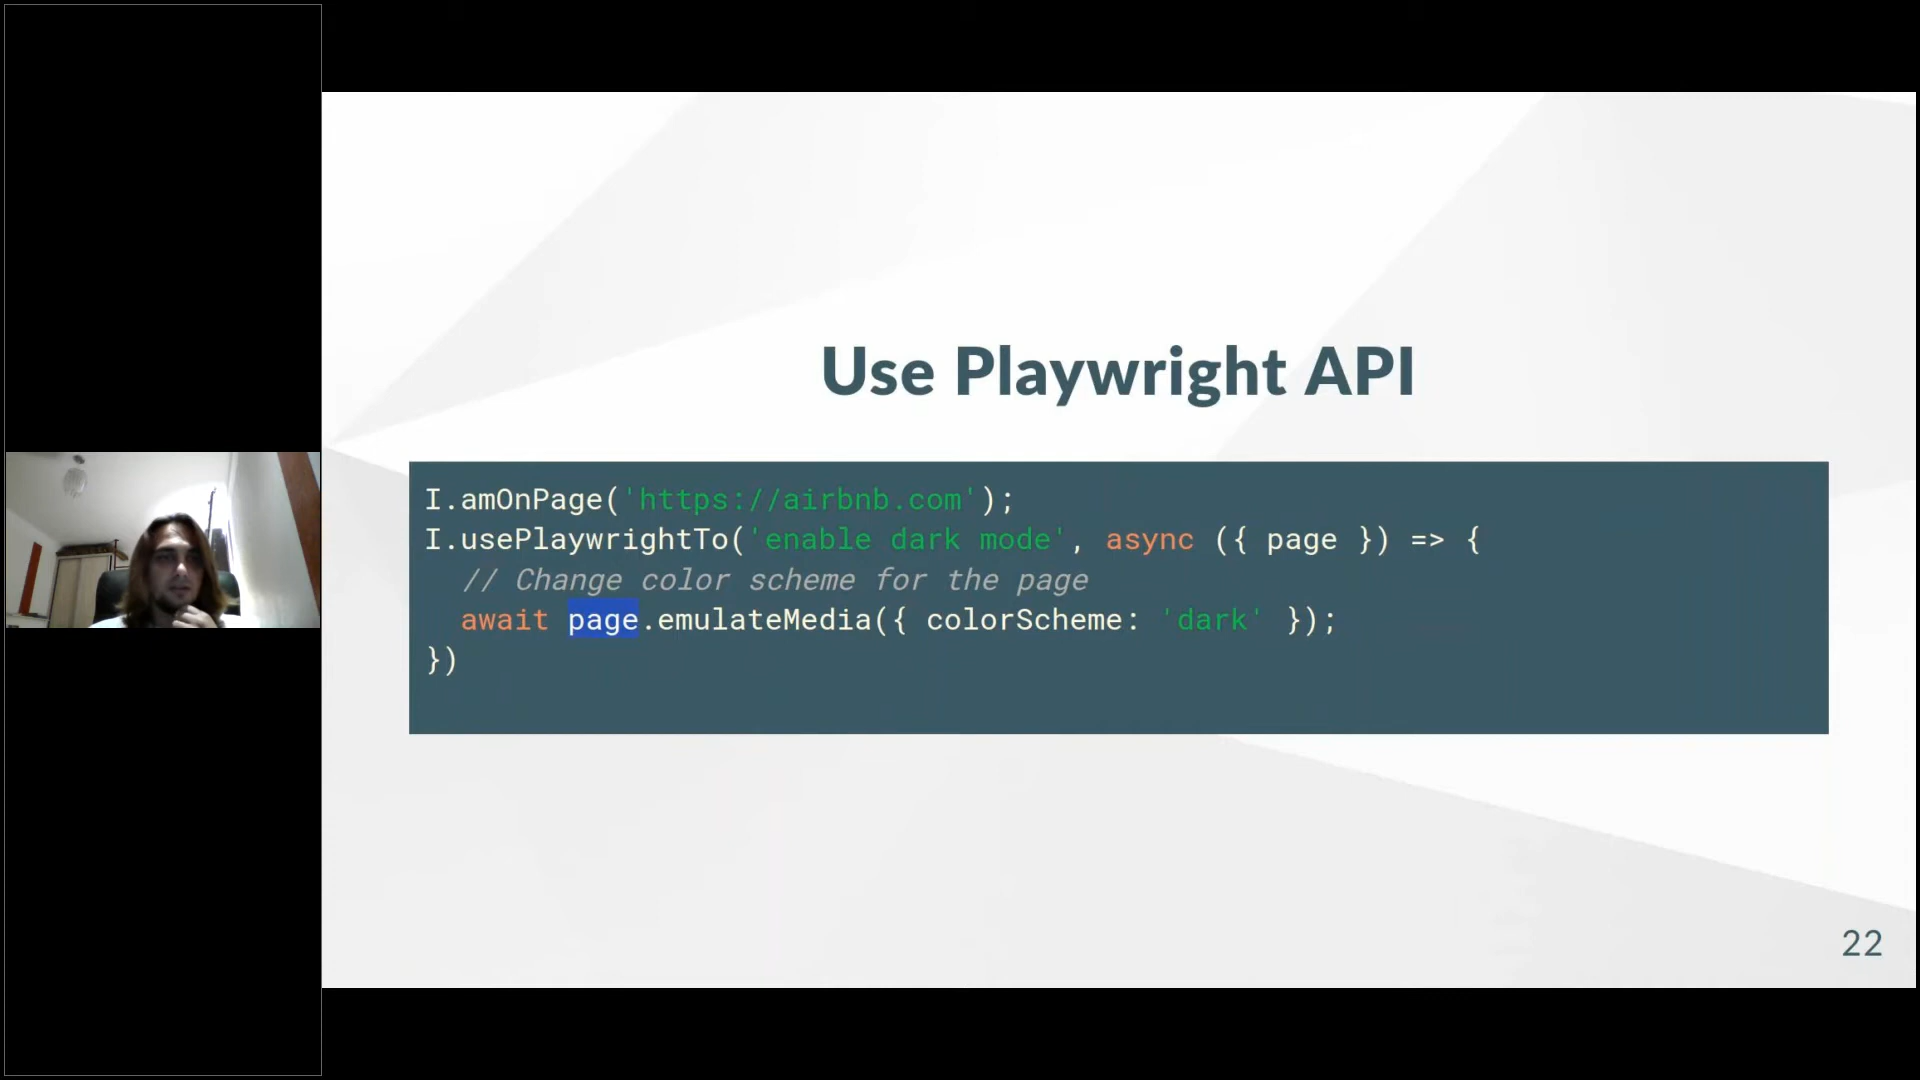 Use Playwright API
I.amOnPage('https://airbnb.com');
I.usePlaywrightTo('enable dark mode', async ({ page }) => {
  // Change color scheme for the page
  await page.emulateMedia({ colorScheme: 'dark' });
})
22